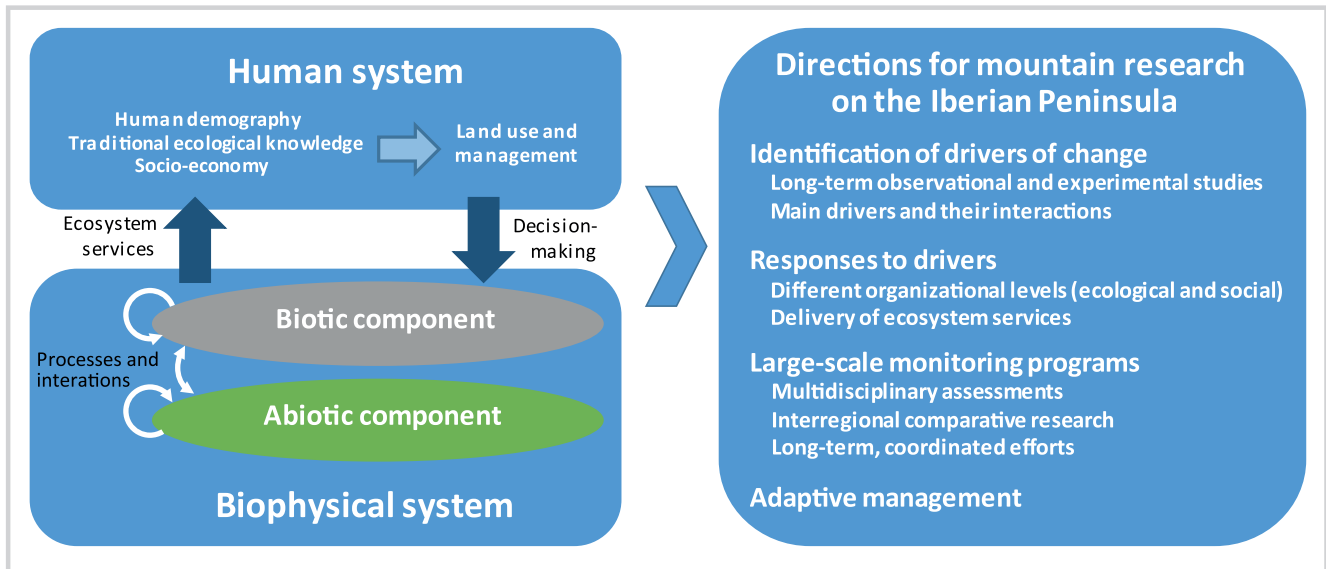 Human system
Human demography
Traditional ecological knowledge
Socio-economy
Land use and
management
Ecosystem
services
Decision-
making
Biotic component
Processes and
interations
Abiotic component
Biophysical system
Directions for mountain research
on the Iberian Peninsula
Identification of drivers of change
Long-term observational and experimental studies
Main drivers and their interactions
Responses to drivers
Different organizational levels (ecological and social)
Delivery of ecosystem services
Large-scale monitoring programs
Multidisciplinary assessments
Interregional comparative research
Long-term, coordinated efforts
Adaptive management